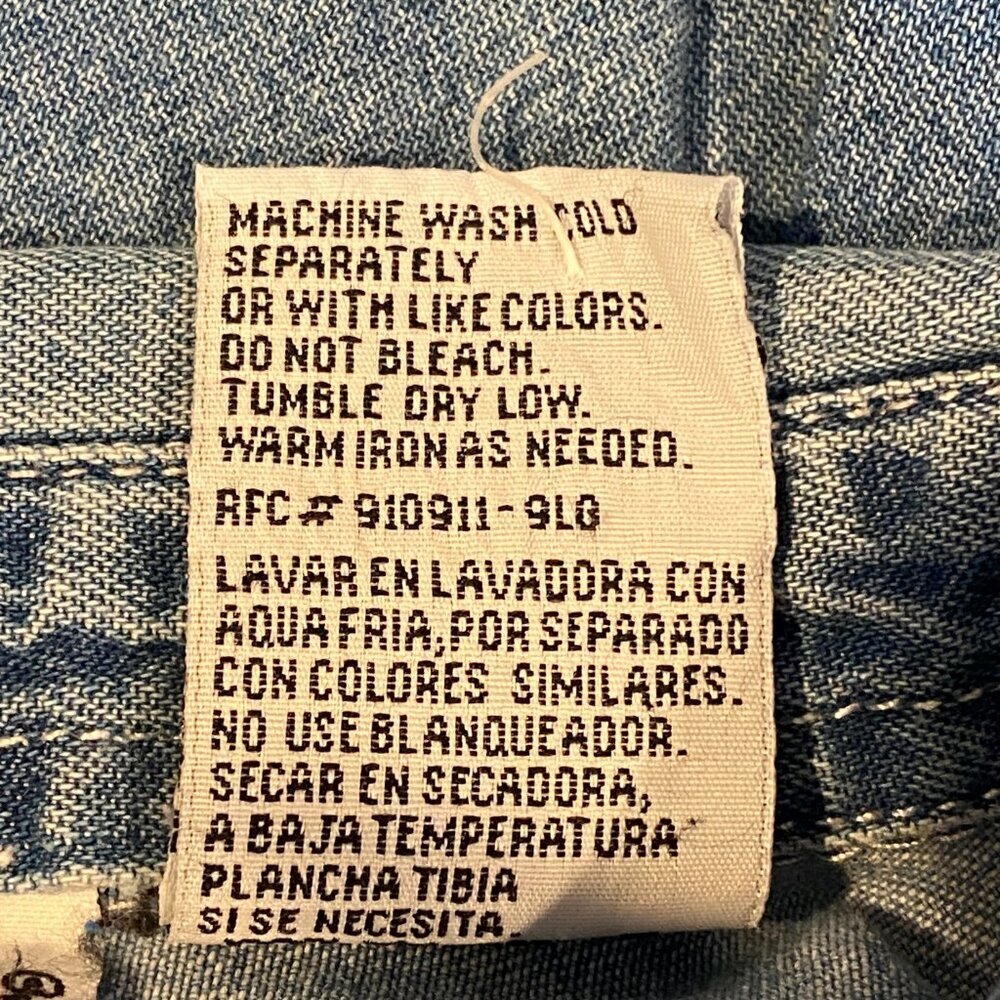 MACHINE WASH COLD
SEPARATELY
OR WITH LIKE COLORS.
DO NOT BLEACH.
TUMBLE DRY LOW.
WARM IRON AS NEEDED.
RFC # 910911-9LG
LAVAR EN LAVADORA CON
AQUA FRIA, POR SEPARADO
CON COLORES SIMILARES.
NO USE BLANQUEADOR.
SECAR EN SECADORA,
A BAJA TEMPERATURA
PLANCHA TIBIA
SI SE NECESITA.